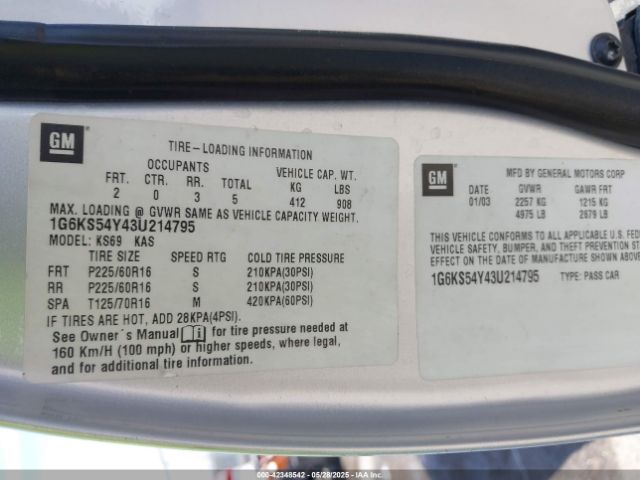 GM
TIRE-LOADING INFORMATION
OCCUPANTS VEHICLE CAP. WT.
FRT. CTR. RR. TOTAL KG LBS
2 0 3 5 412 908
MAX. LOADING @ GVWR SAME AS VEHICLE CAPACITY WEIGHT.
1G6KS54Y43U214795
MODEL: KS69 KAS
TIRE SIZE SPEED RTG COLD TIRE PRESSURE
FRT P225/60R16 S 210KPA(30PSI)
RR P225/60R16 S 210KPA(30PSI)
SPA T125/70R16 M 420KPA(60PSI)
IF TIRES ARE HOT, ADD 28KPA(4PSI).
See Owner's Manual for tire pressure needed at
160 Km/H (100 mph) or higher speeds, where legal,
and for additional tire information.
GM
MFD BY GENERAL MOTORS CORP
DATE GVWR GAWR FRT
01/03 2257 KG 1215 KG
4975 LB 2679 LB
THIS VEHICLE CONFORMS TO ALL APPLICABLE U.S. FED
VEHICLE SAFETY, BUMPER, AND THEFT PREVENTION
EFFECT ON THE DATE OF MANUFACTURE SHOWN ABOVE
1G6KS54Y43U214795 TYPE: PASS CAR
000-42348542 - 05/28/2025 - IAAI.COM